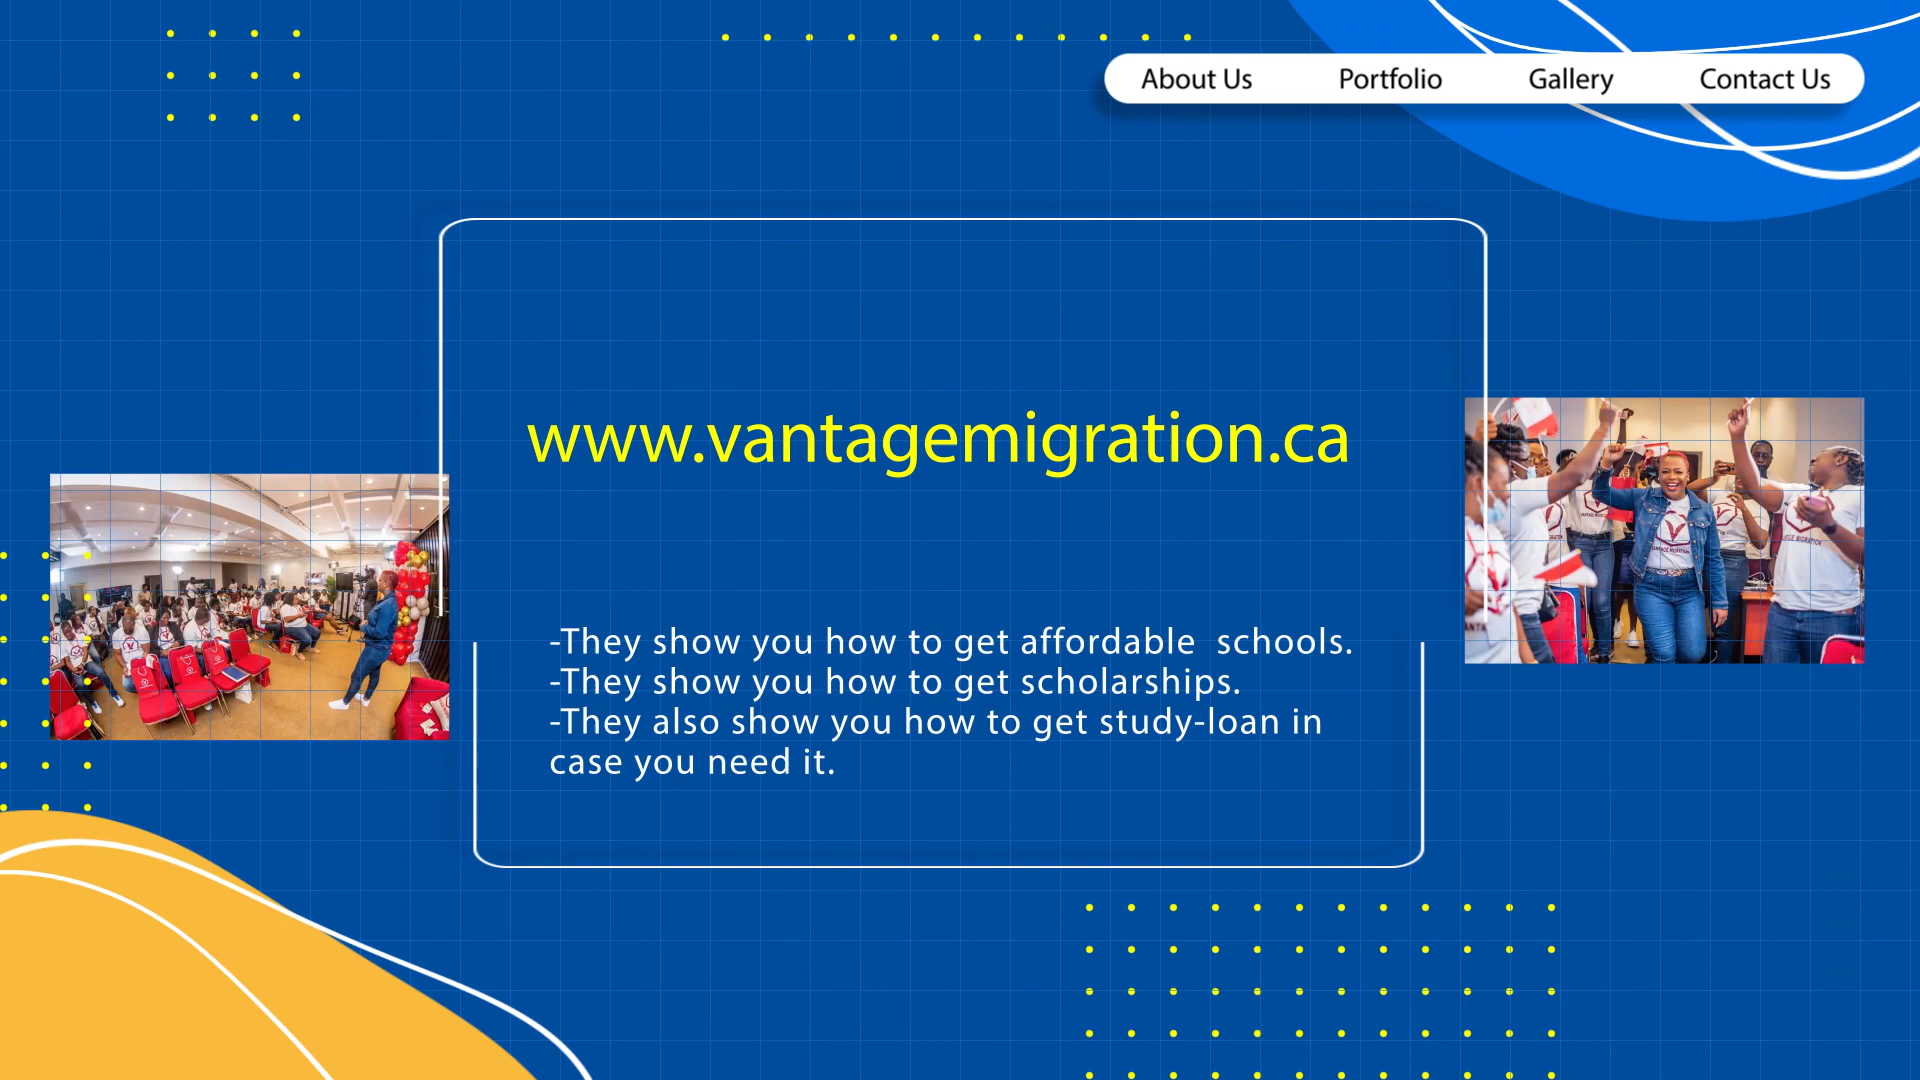 About Us Portfolio Gallery Contact Us
www.vantagemigration.ca
-They show you how to get affordable  schools.
-They show you how to get scholarships.
-They also show you how to get study-loan in
case you need it.
VANTAGE MIGRATION